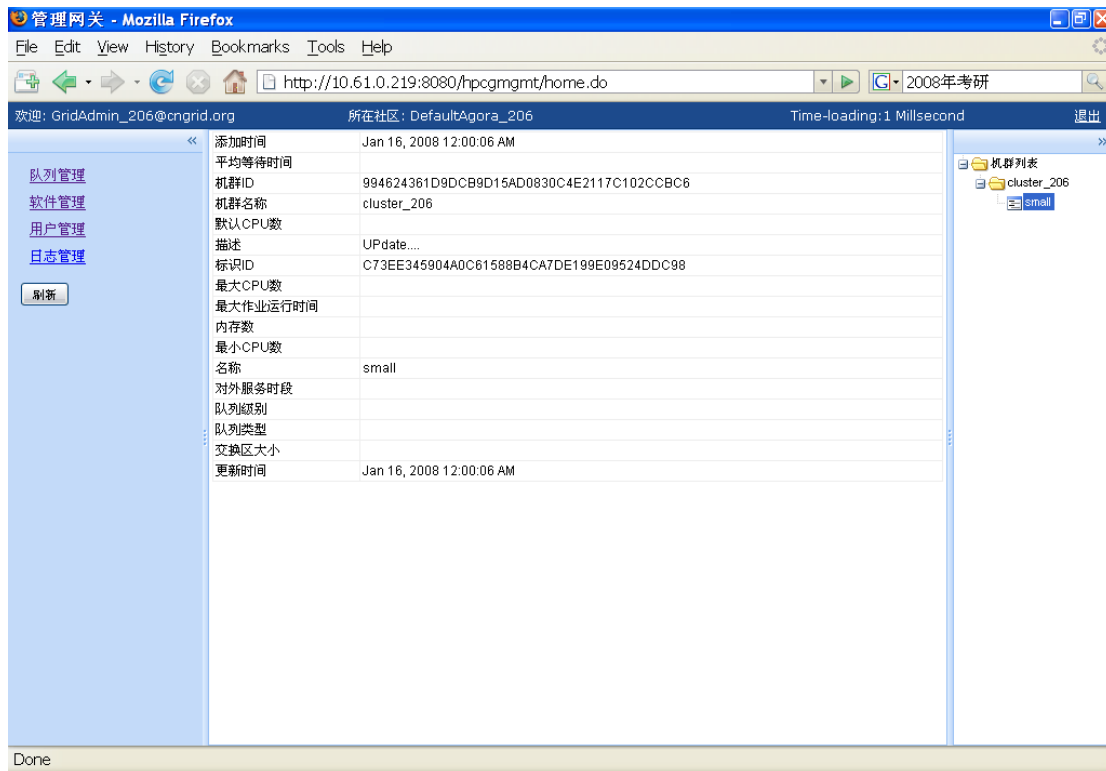 管理网关 - Mozilla Firefox
File Edit View History Bookmarks Tools Help
http://10.61.0.219:8080/hpcgmgmt/home.do G 2008年考研
欢迎: GridAdmin_206@cngrid.org 所在社区: DefaultAgora_206 Time-loading:1 Millsecond 退出
队列管理
软件管理
用户管理
日志管理
刷新
添加时间 Jan 16, 2008 12:00:06 AM
平均等待时间
机群ID 994624361D9DCB9D15AD0830C4E2117C102CCBC6
机群名称 cluster_206
默认CPU数
描述 UPdate....
标识ID C73EE345904A0C61588B4CA7DE199E09524DDC98
最大CPU数
最大作业运行时间
内存数
最小CPU数
名称 small
对外服务时段
队列级别
队列类型
交换区大小
更新时间 Jan 16, 2008 12:00:06 AM
机群列表
cluster_206
small
Done